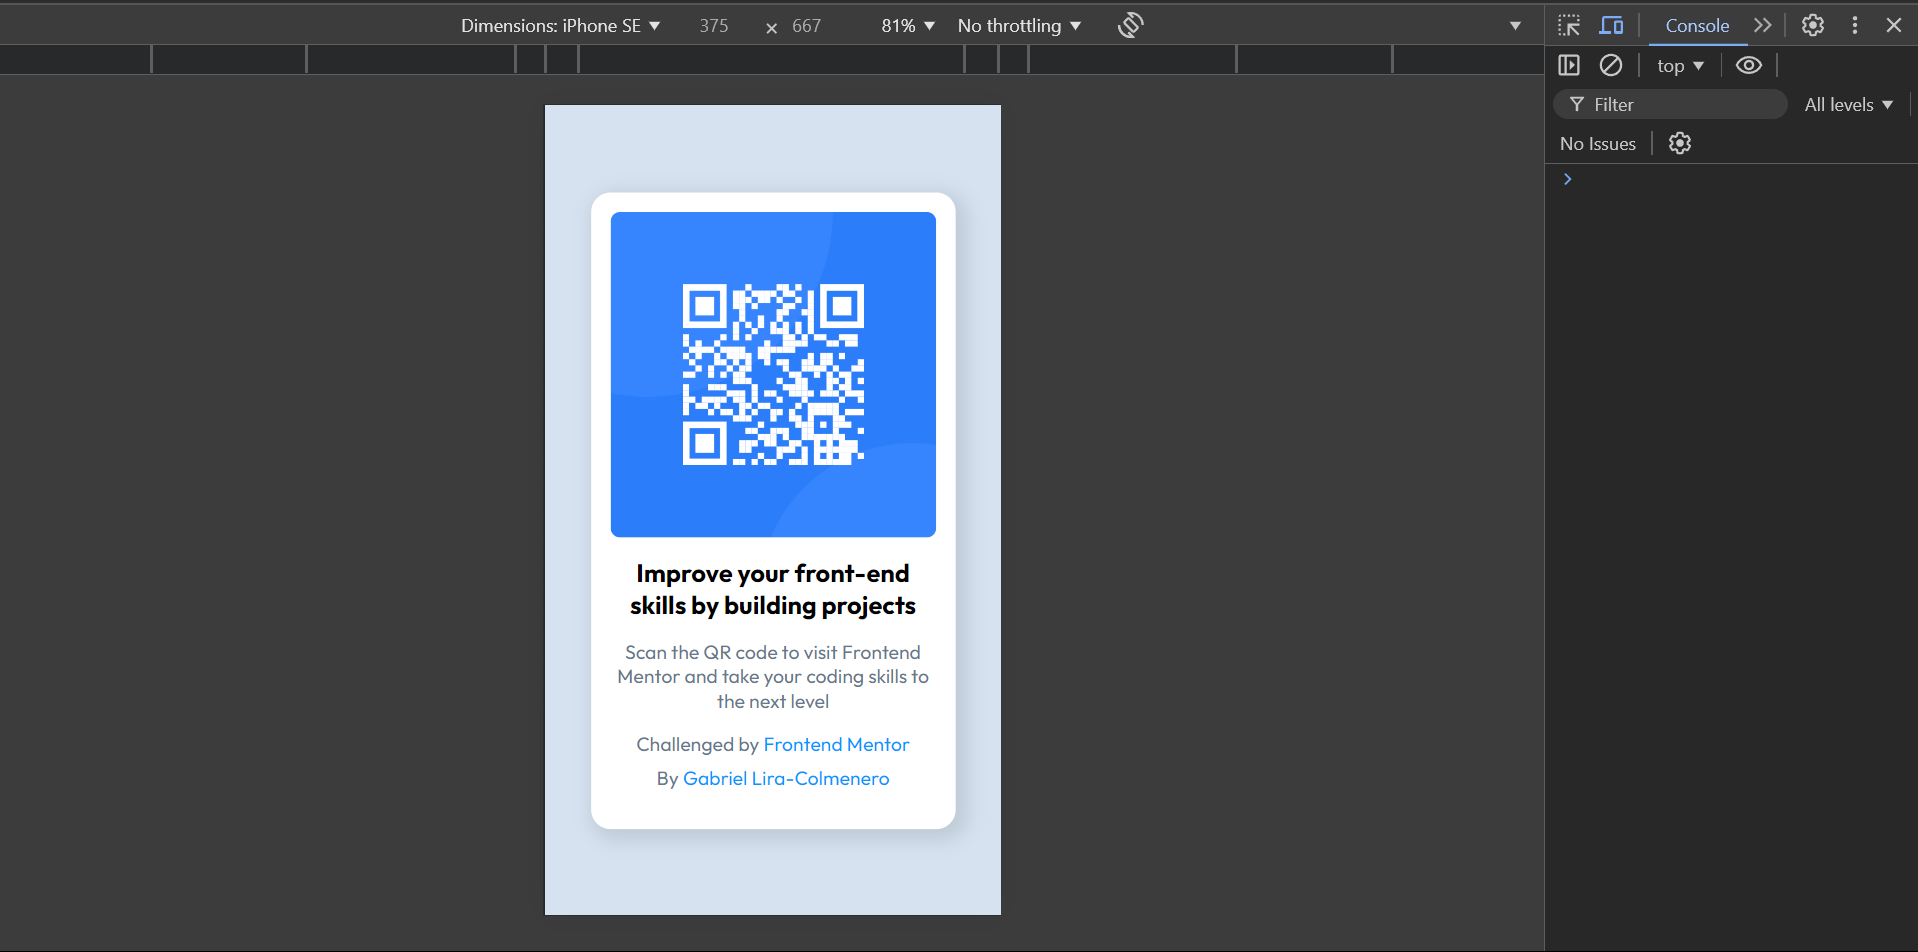 Dimensions: iPhone SE 375 × 667 81% No throttling
Console
top
Filter All levels
No Issues
Improve your front-end
skills by building projects
Scan the QR code to visit Frontend
Mentor and take your coding skills to
the next level
Challenged by Frontend Mentor
By Gabriel Lira-Colmenero